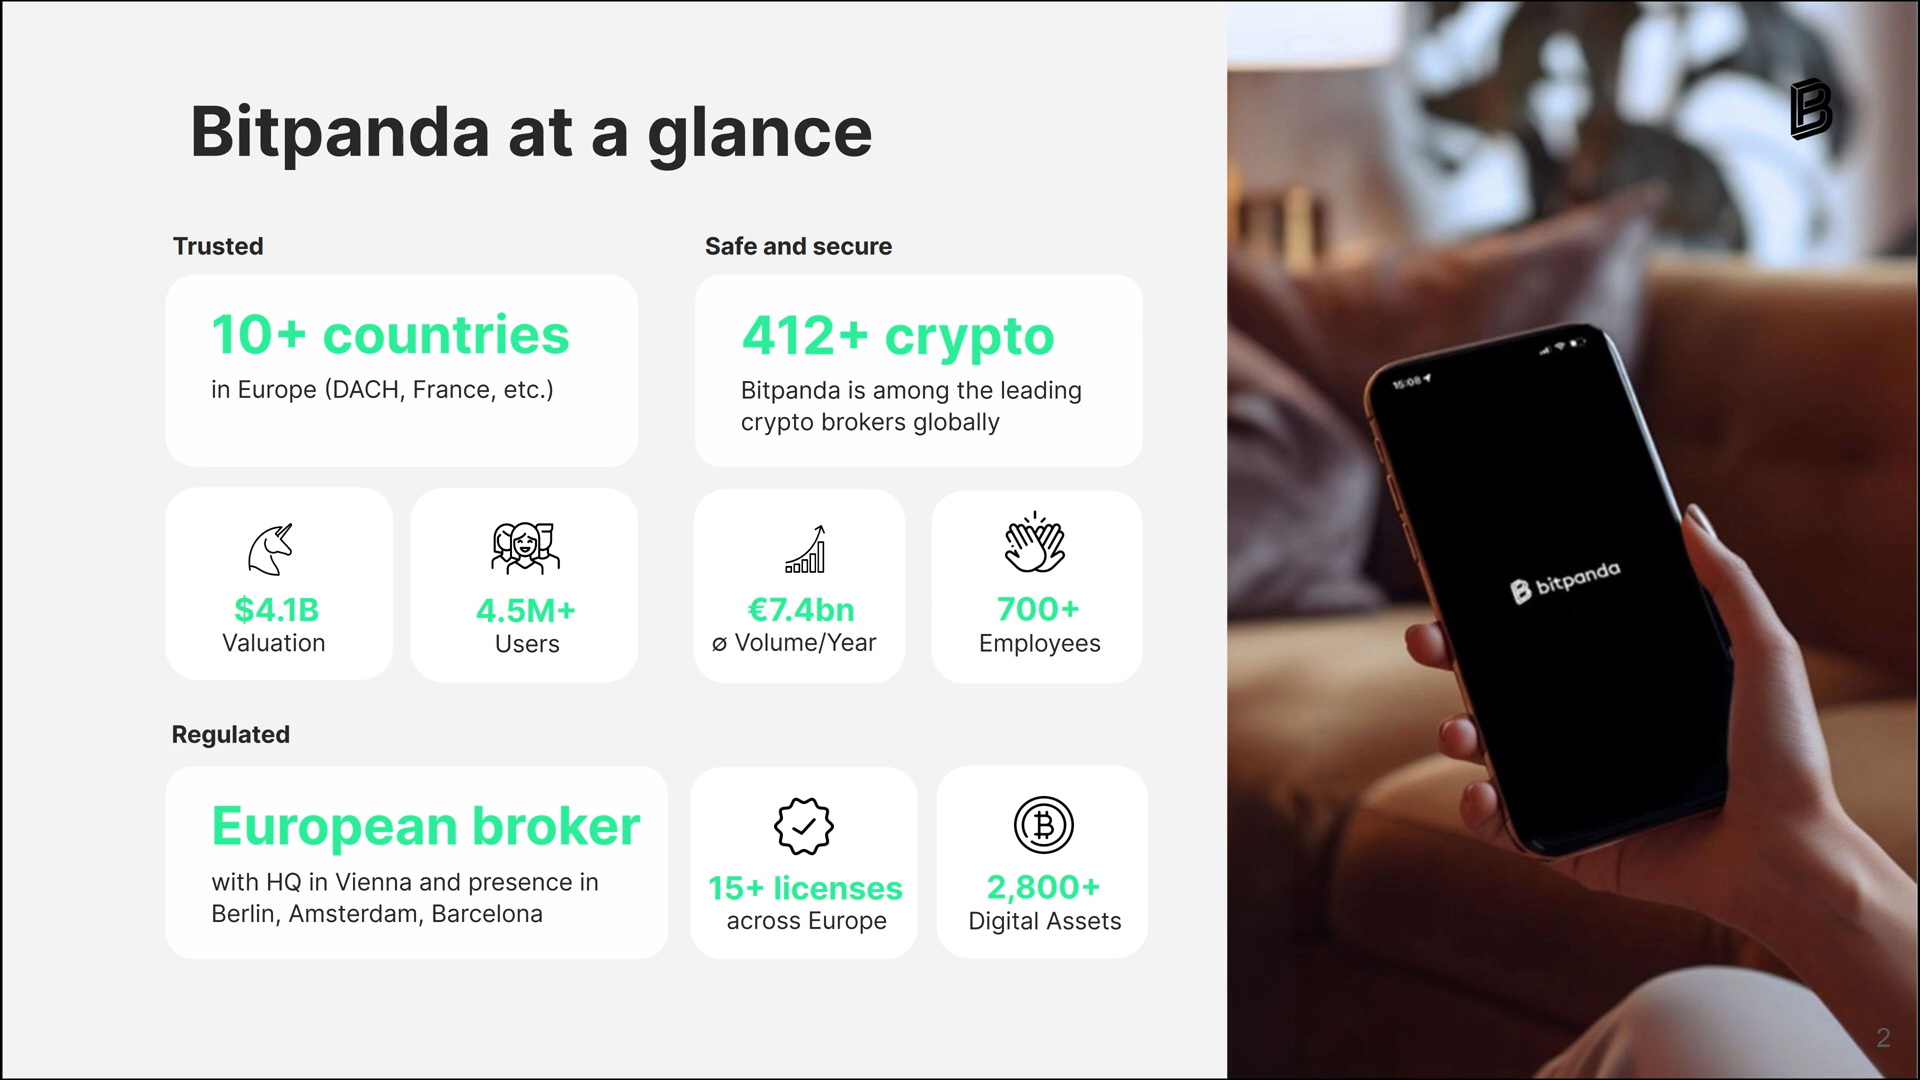 Bitpanda at a glance
Trusted
10+ countries
in Europe (DACH, France, etc.)
$4.1B
Valuation
4.5M+
Users
Safe and secure
412+ crypto
Bitpanda is among the leading
crypto brokers globally
€7.4bn
⌀ Volume/Year
700+
Employees
Regulated
European broker
with HQ in Vienna and presence in
Berlin, Amsterdam, Barcelona
15+ licenses
across Europe
2,800+
Digital Assets
15:08
bitpanda
2